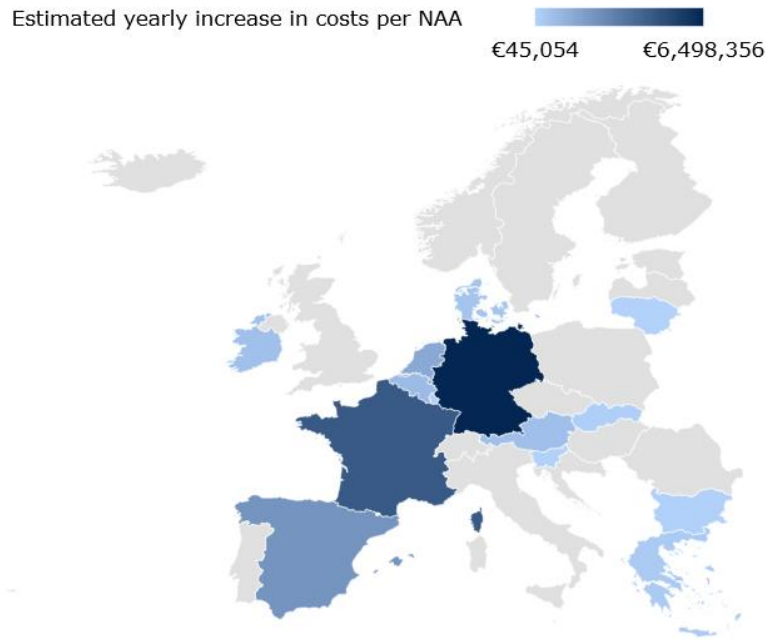 Estimated yearly increase in costs per NAA
€45,054 €6,498,356